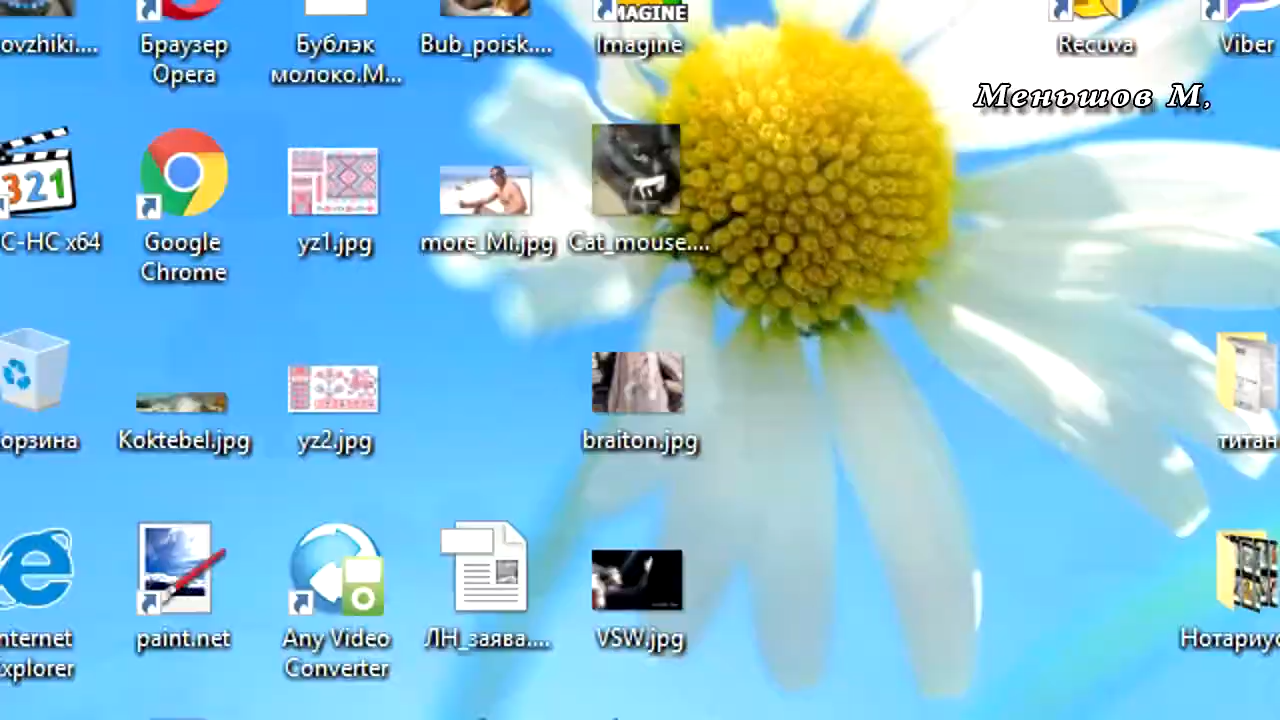 ovzhiki....
Браузер
Opera
Бублэк
молоко.М...
Bub_poisk....
IMAGINE
Imagine
Recuva
Viber
Меньшов М,
321
C-HC x64
Google
Chrome
yz1.jpg
more_Mi.jpg
Cat_mouse....
орзина
Koktebel.jpg
yz2.jpg
braiton.jpg
титан
nternet
xplorer
paint.net
Any Video
Converter
ЛН_заява....
VSW.jpg
Нотариус